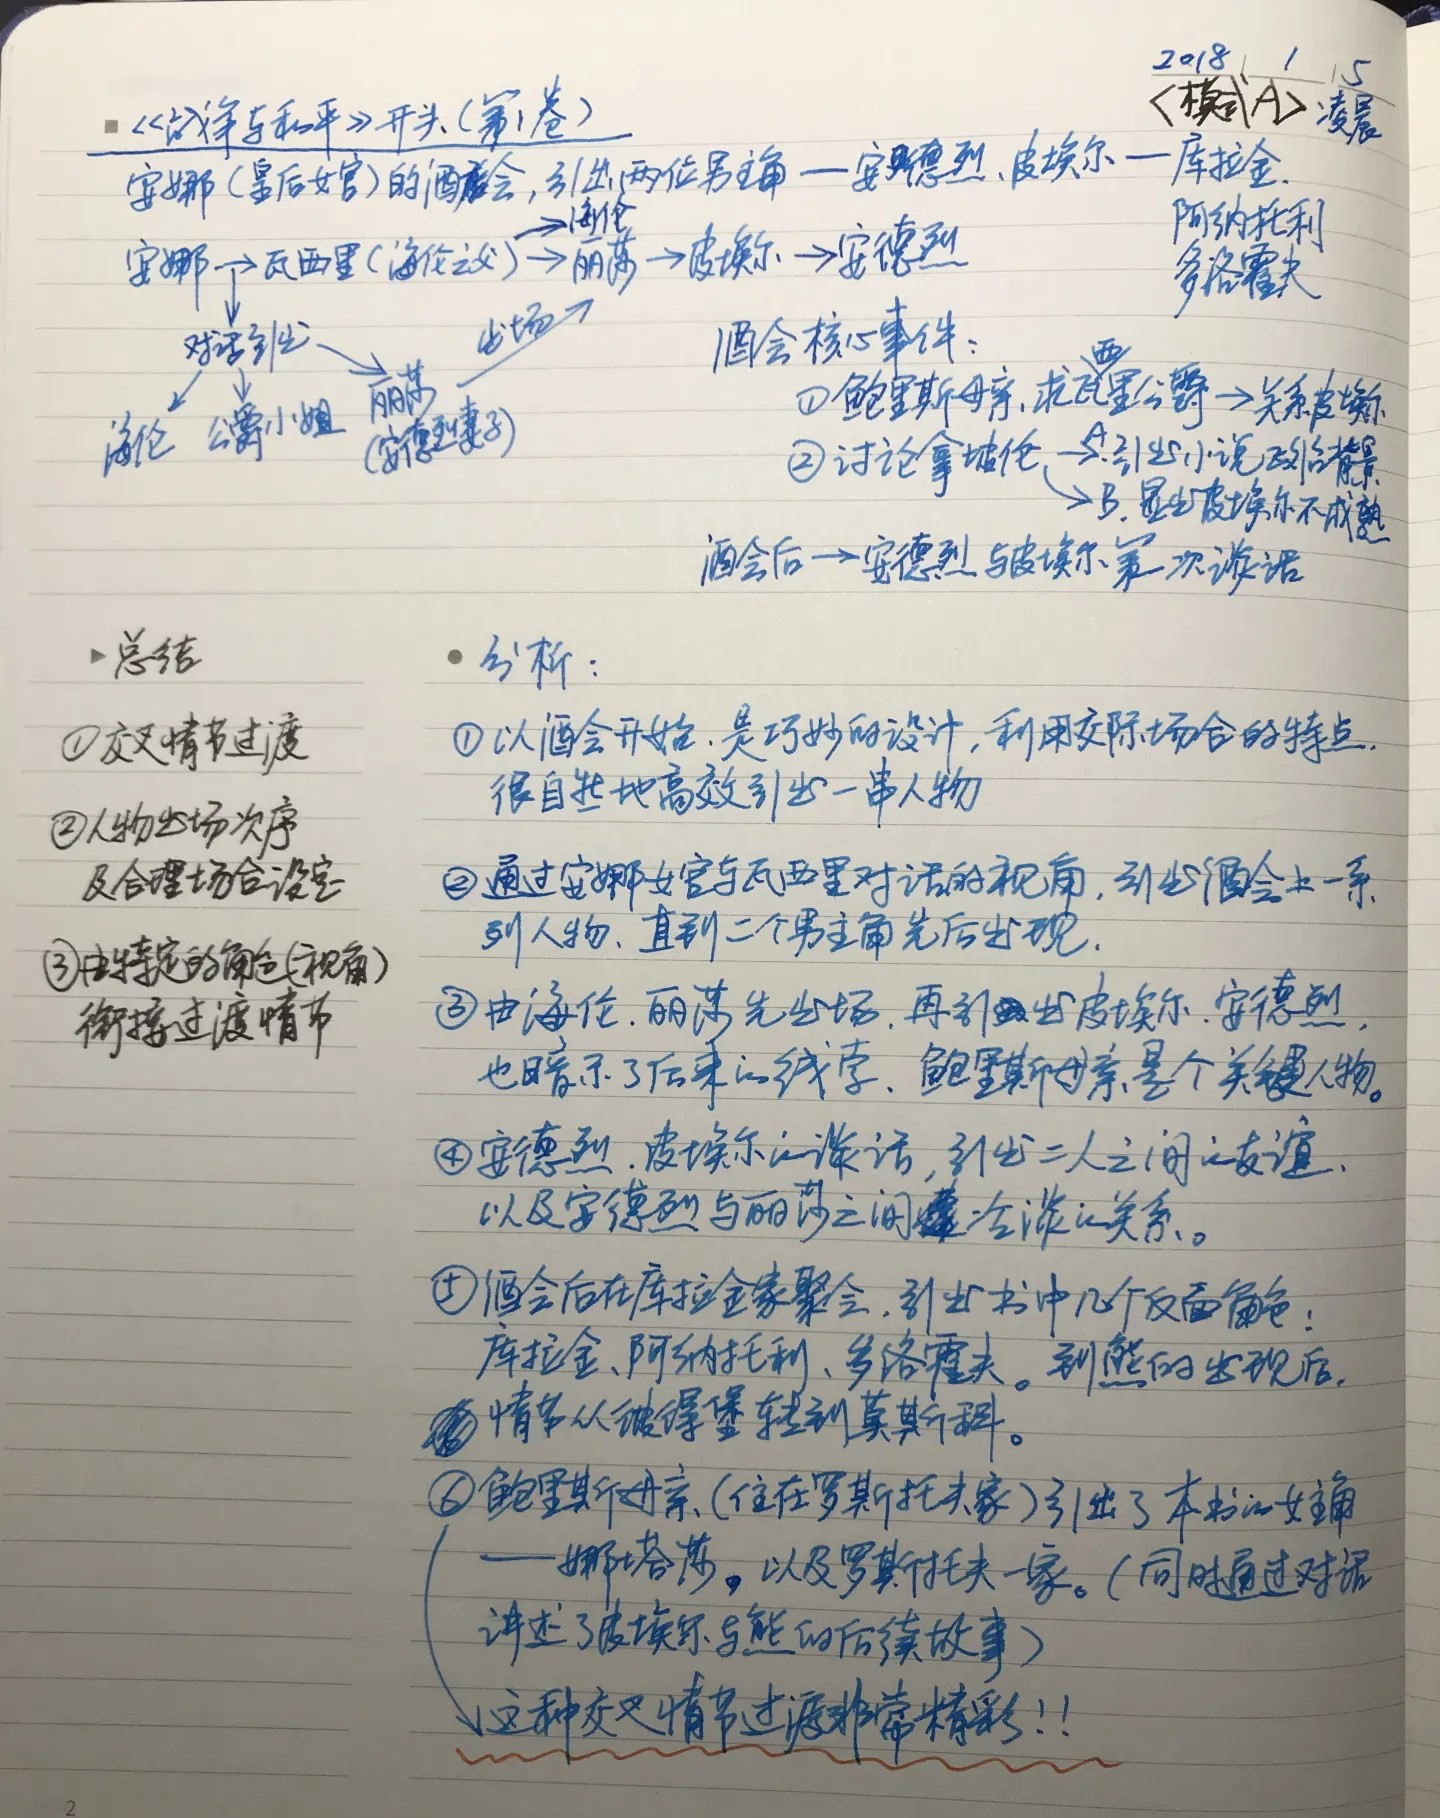 2018 1 15
<模式A>凌晨
《战争与和平》开头(第1卷)
安娜(皇后女官)的酒会,引出两位男主角—安德烈、皮埃尔—库拉金、
阿纳托利
多洛霍夫
→海伦
安娜→瓦西里(海伦之父)→丽莎→皮埃尔→安德烈
对话引出
出场
海伦 公爵小姐 丽莎
(安德烈妻子)
酒会核心事件:
①鲍里斯母亲、求瓦西里公爵→关系皮埃尔
②讨论拿坡伦→A.引出小说政治背景
→B.显出皮埃尔不成熟
酒会后→安德烈与皮埃尔第一次谈话
总结
①交叉情节过渡
②人物出场次序
及合理场合设定
③由特定的角色(视角)
衔接过渡情节
分析:
①以酒会开始.是巧妙的设计,利用交际场合的特点.
很自然地高效引出一串人物
②通过安娜女官与瓦西里对话的视角,引出酒会上一系
列人物、直到二个男主角先后出现.
③由海伦.丽莎先出场,再引出皮埃尔.安德烈,
也暗示了后来的线索、鲍里斯母亲是个关键人物。
④安德烈.皮埃尔的谈话,引出二人之间的友谊、
以及安德烈与丽莎之间冷淡的关系。
⑤酒会后在库拉金家聚会.引出书中几个反面角色:
库拉金、阿纳托利、多洛霍夫。到熊的出现后,
情节从彼得堡转到莫斯科。
⑥鲍里斯母亲(住在罗斯托夫家)引出了本书的女主角
——娜塔莎。以及罗斯托夫一家。(同时通过对话
讲述了皮埃尔与熊的后续故事)
↓这种交叉情节过渡非常精彩!!
2